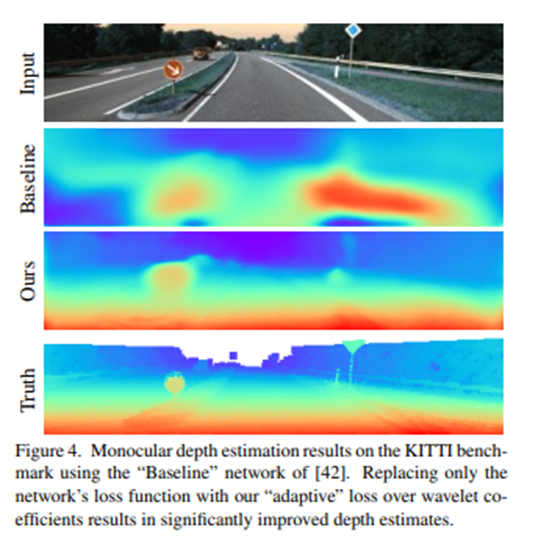 Input
Baseline
Ours
Truth
Figure 4. Monocular depth estimation results on the KITTI bench-
mark using the “Baseline” network of [42]. Replacing only the
network’s loss function with our “adaptive” loss over wavelet co-
efficients results in significantly improved depth estimates.